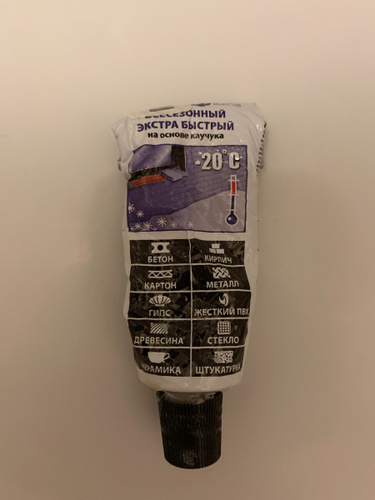 ВСЕСЕЗОННЫЙ
ЭКСТРА БЫСТРЫЙ
на основе каучука
-20°C
БЕТОН
КИРПИЧ
КАРТОН
МЕТАЛЛ
ГИПС
ЖЕСТКИЙ ПВХ
ДРЕВЕСИНА
СТЕКЛО
КЕРАМИКА
ШТУКАТУРКА